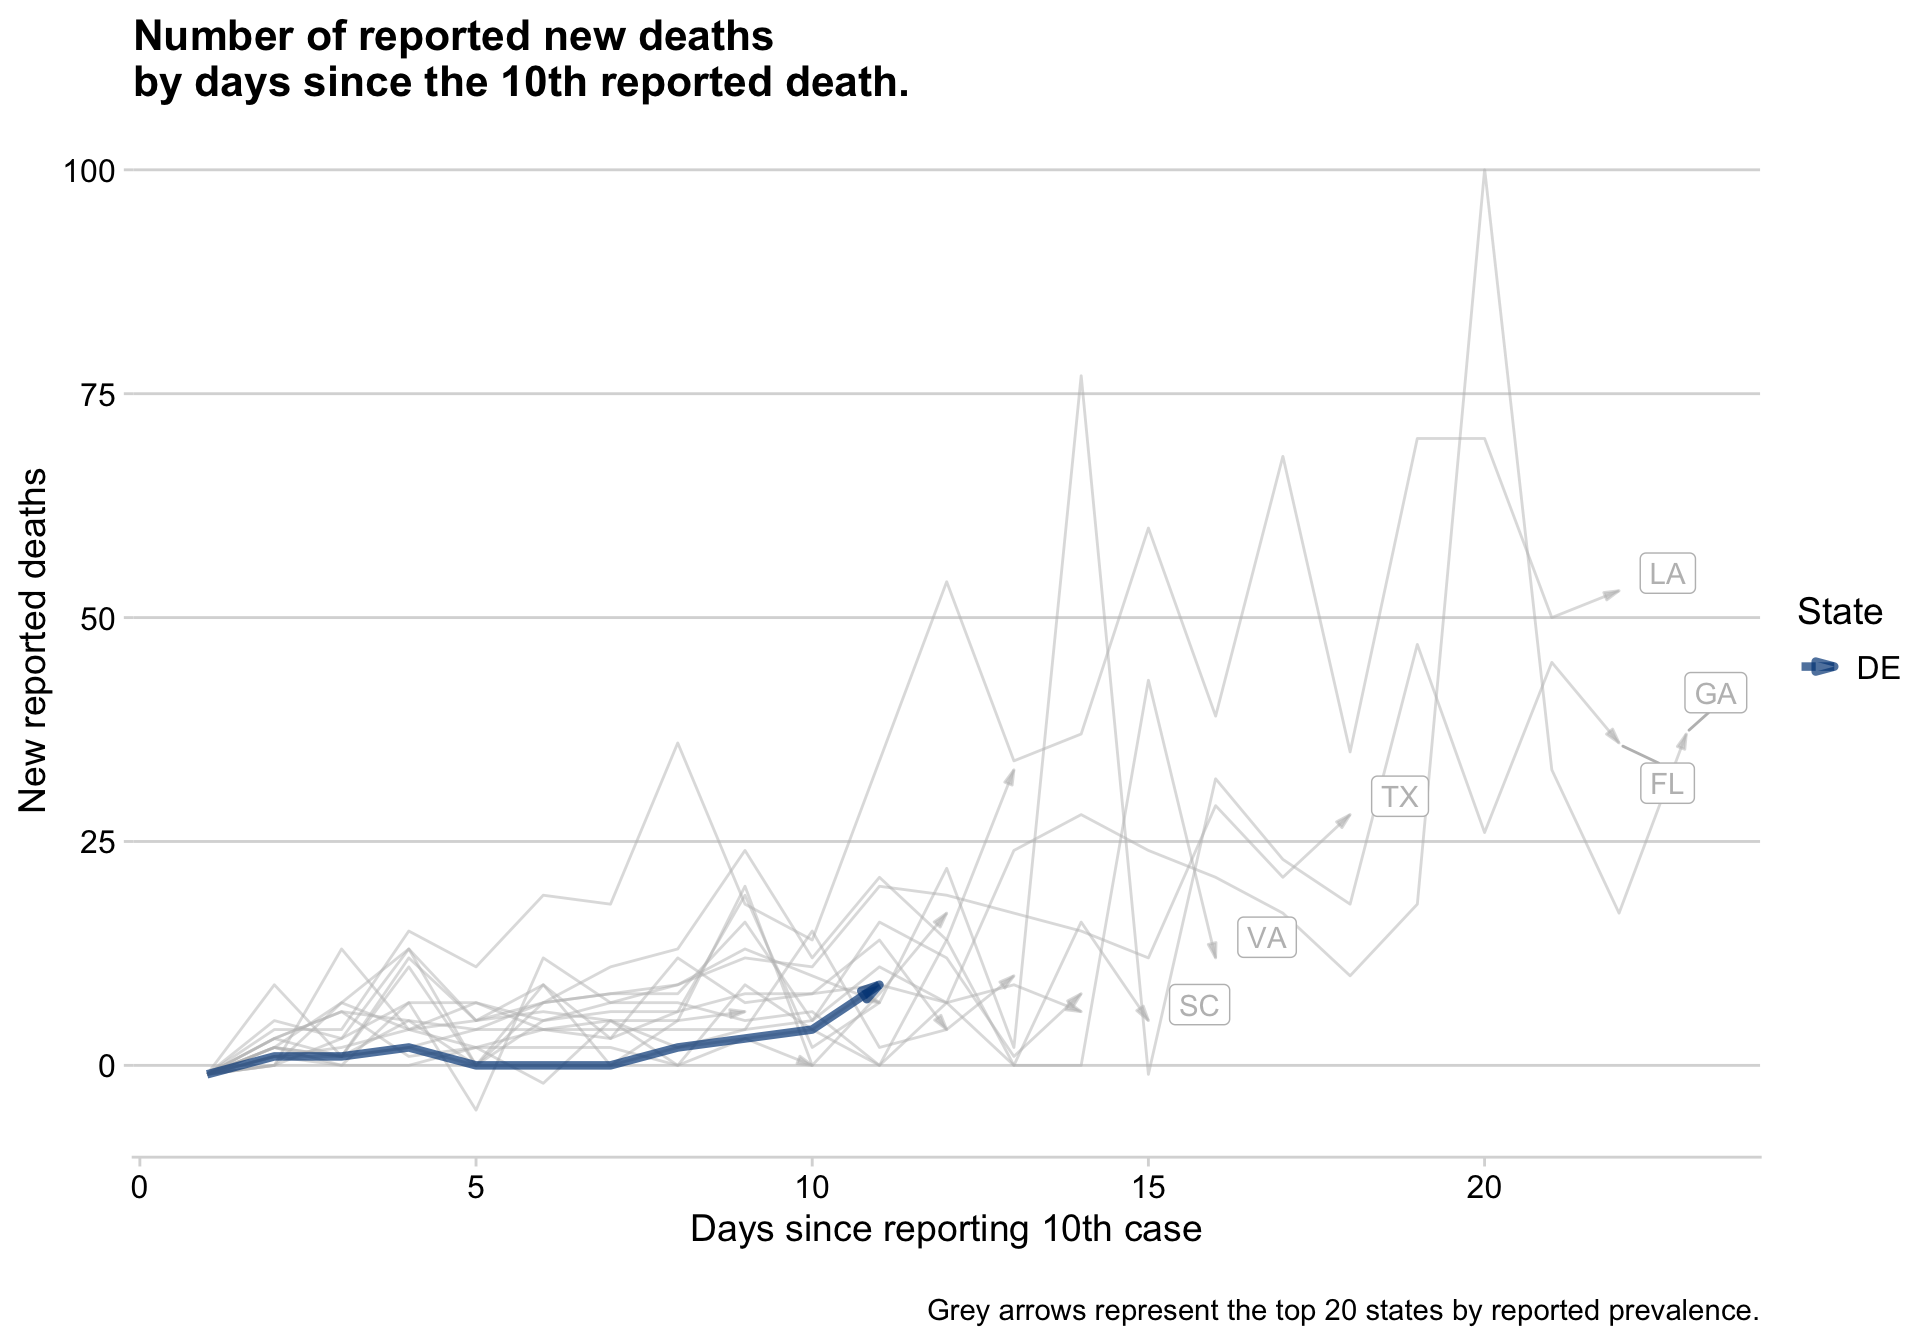 Number of reported new deaths
by days since the 10th reported death.
100
75
50
25
0
New reported deaths
LA
GA
FL
TX
VA
SC
State
DE
0 5 10 15 20
Days since reporting 10th case
Grey arrows represent the top 20 states by reported prevalence.